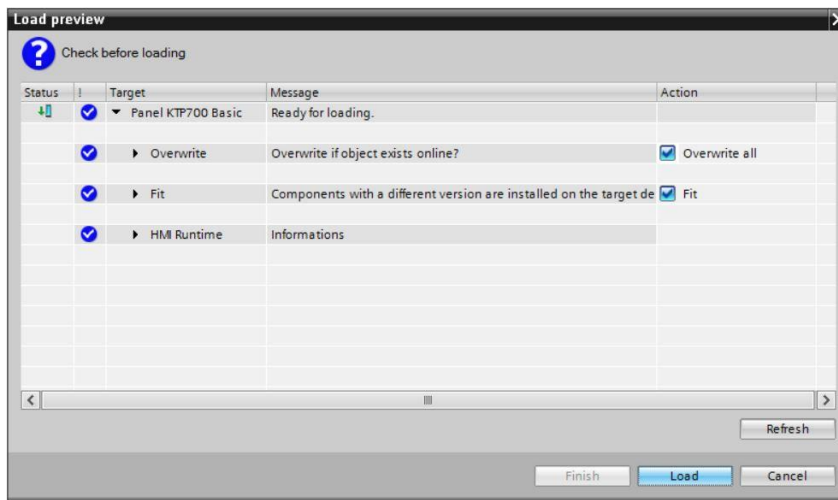 Load preview
Check before loading
Status ! Target Message Action
Panel KTP700 Basic Ready for loading.
Overwrite Overwrite if object exists online? Overwrite all
Fit Components with a different version are installed on the target de Fit
HMI Runtime Informations
Refresh
Finish Load Cancel